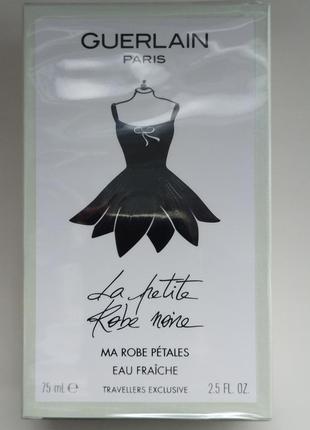 GUERLAIN
PARIS
La petite
Robe noire
MA ROBE PÉTALES
EAU FRAÎCHE
TRAVELLERS EXCLUSIVE
75 mL ℮ 2.5 FL. OZ.